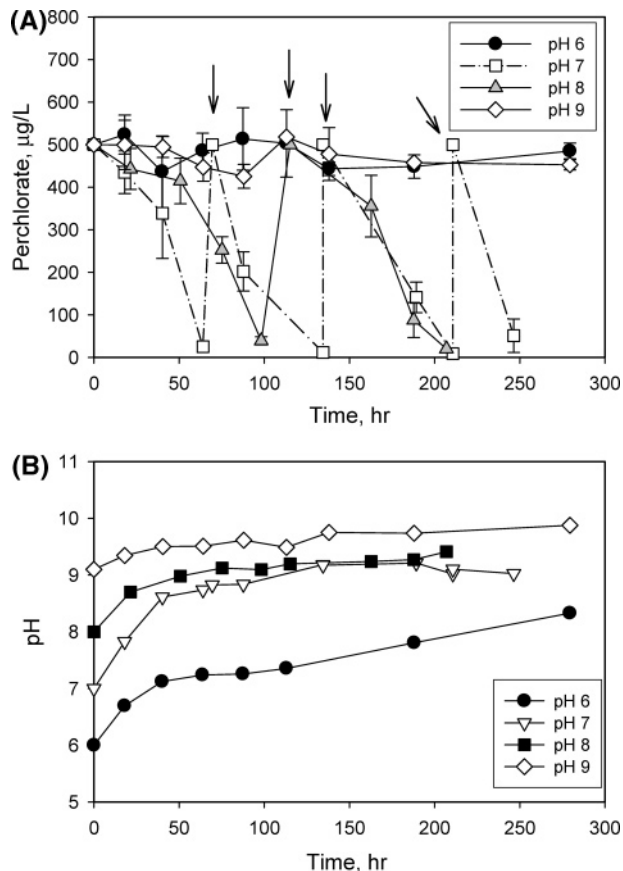 (A)
800
700
600
500
400
300
200
100
0
Perchlorate, µg/L
0 50 100 150 200 250 300
Time, hr
pH 6
pH 7
pH 8
pH 9
(B)
11
10
9
8
7
6
5
pH
0 50 100 150 200 250 300
Time, hr
pH 6
pH 7
pH 8
pH 9